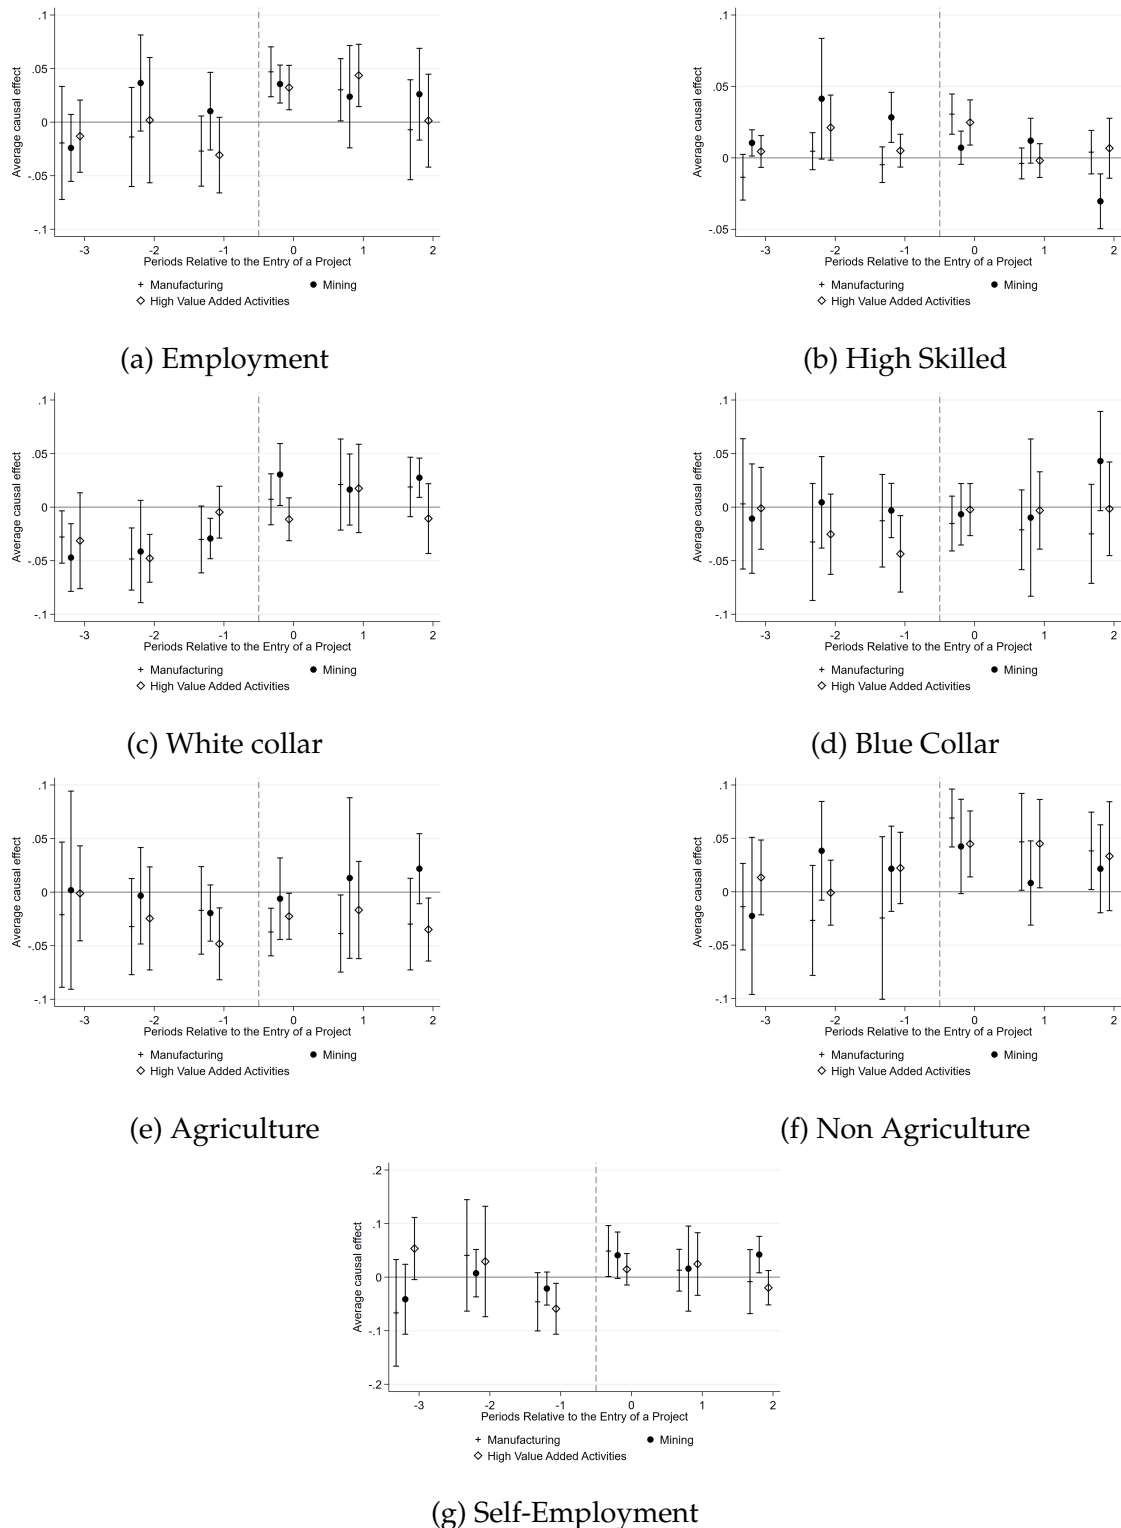 .1
.05
0
-.05
-.1
Average causal effect
-3 -2 -1 0 1 2
Periods Relative to the Entry of a Project
Manufacturing Mining
High Value Added Activities
(a) Employment
.1
.05
0
-.05
Average causal effect
-3 -2 -1 0 1 2
Periods Relative to the Entry of a Project
Manufacturing Mining
High Value Added Activities
(b) High Skilled
.1
.05
0
-.05
-.1
Average causal effect
-3 -2 -1 0 1 2
Periods Relative to the Entry of a Project
Manufacturing Mining
High Value Added Activities
(c) White collar
.1
.05
0
-.05
-.1
Average causal effect
-3 -2 -1 0 1 2
Periods Relative to the Entry of a Project
Manufacturing Mining
High Value Added Activities
(d) Blue Collar
.1
.05
0
-.05
-.1
Average causal effect
-3 -2 -1 0 1 2
Periods Relative to the Entry of a Project
Manufacturing Mining
High Value Added Activities
(e) Agriculture
.1
.05
0
-.05
-.1
Average causal effect
-3 -2 -1 0 1 2
Periods Relative to the Entry of a Project
Manufacturing Mining
High Value Added Activities
(f) Non Agriculture
.2
.1
0
-.1
-.2
Average causal effect
-3 -2 -1 0 1 2
Periods Relative to the Entry of a Project
Manufacturing Mining
High Value Added Activities
(g) Self-Employment